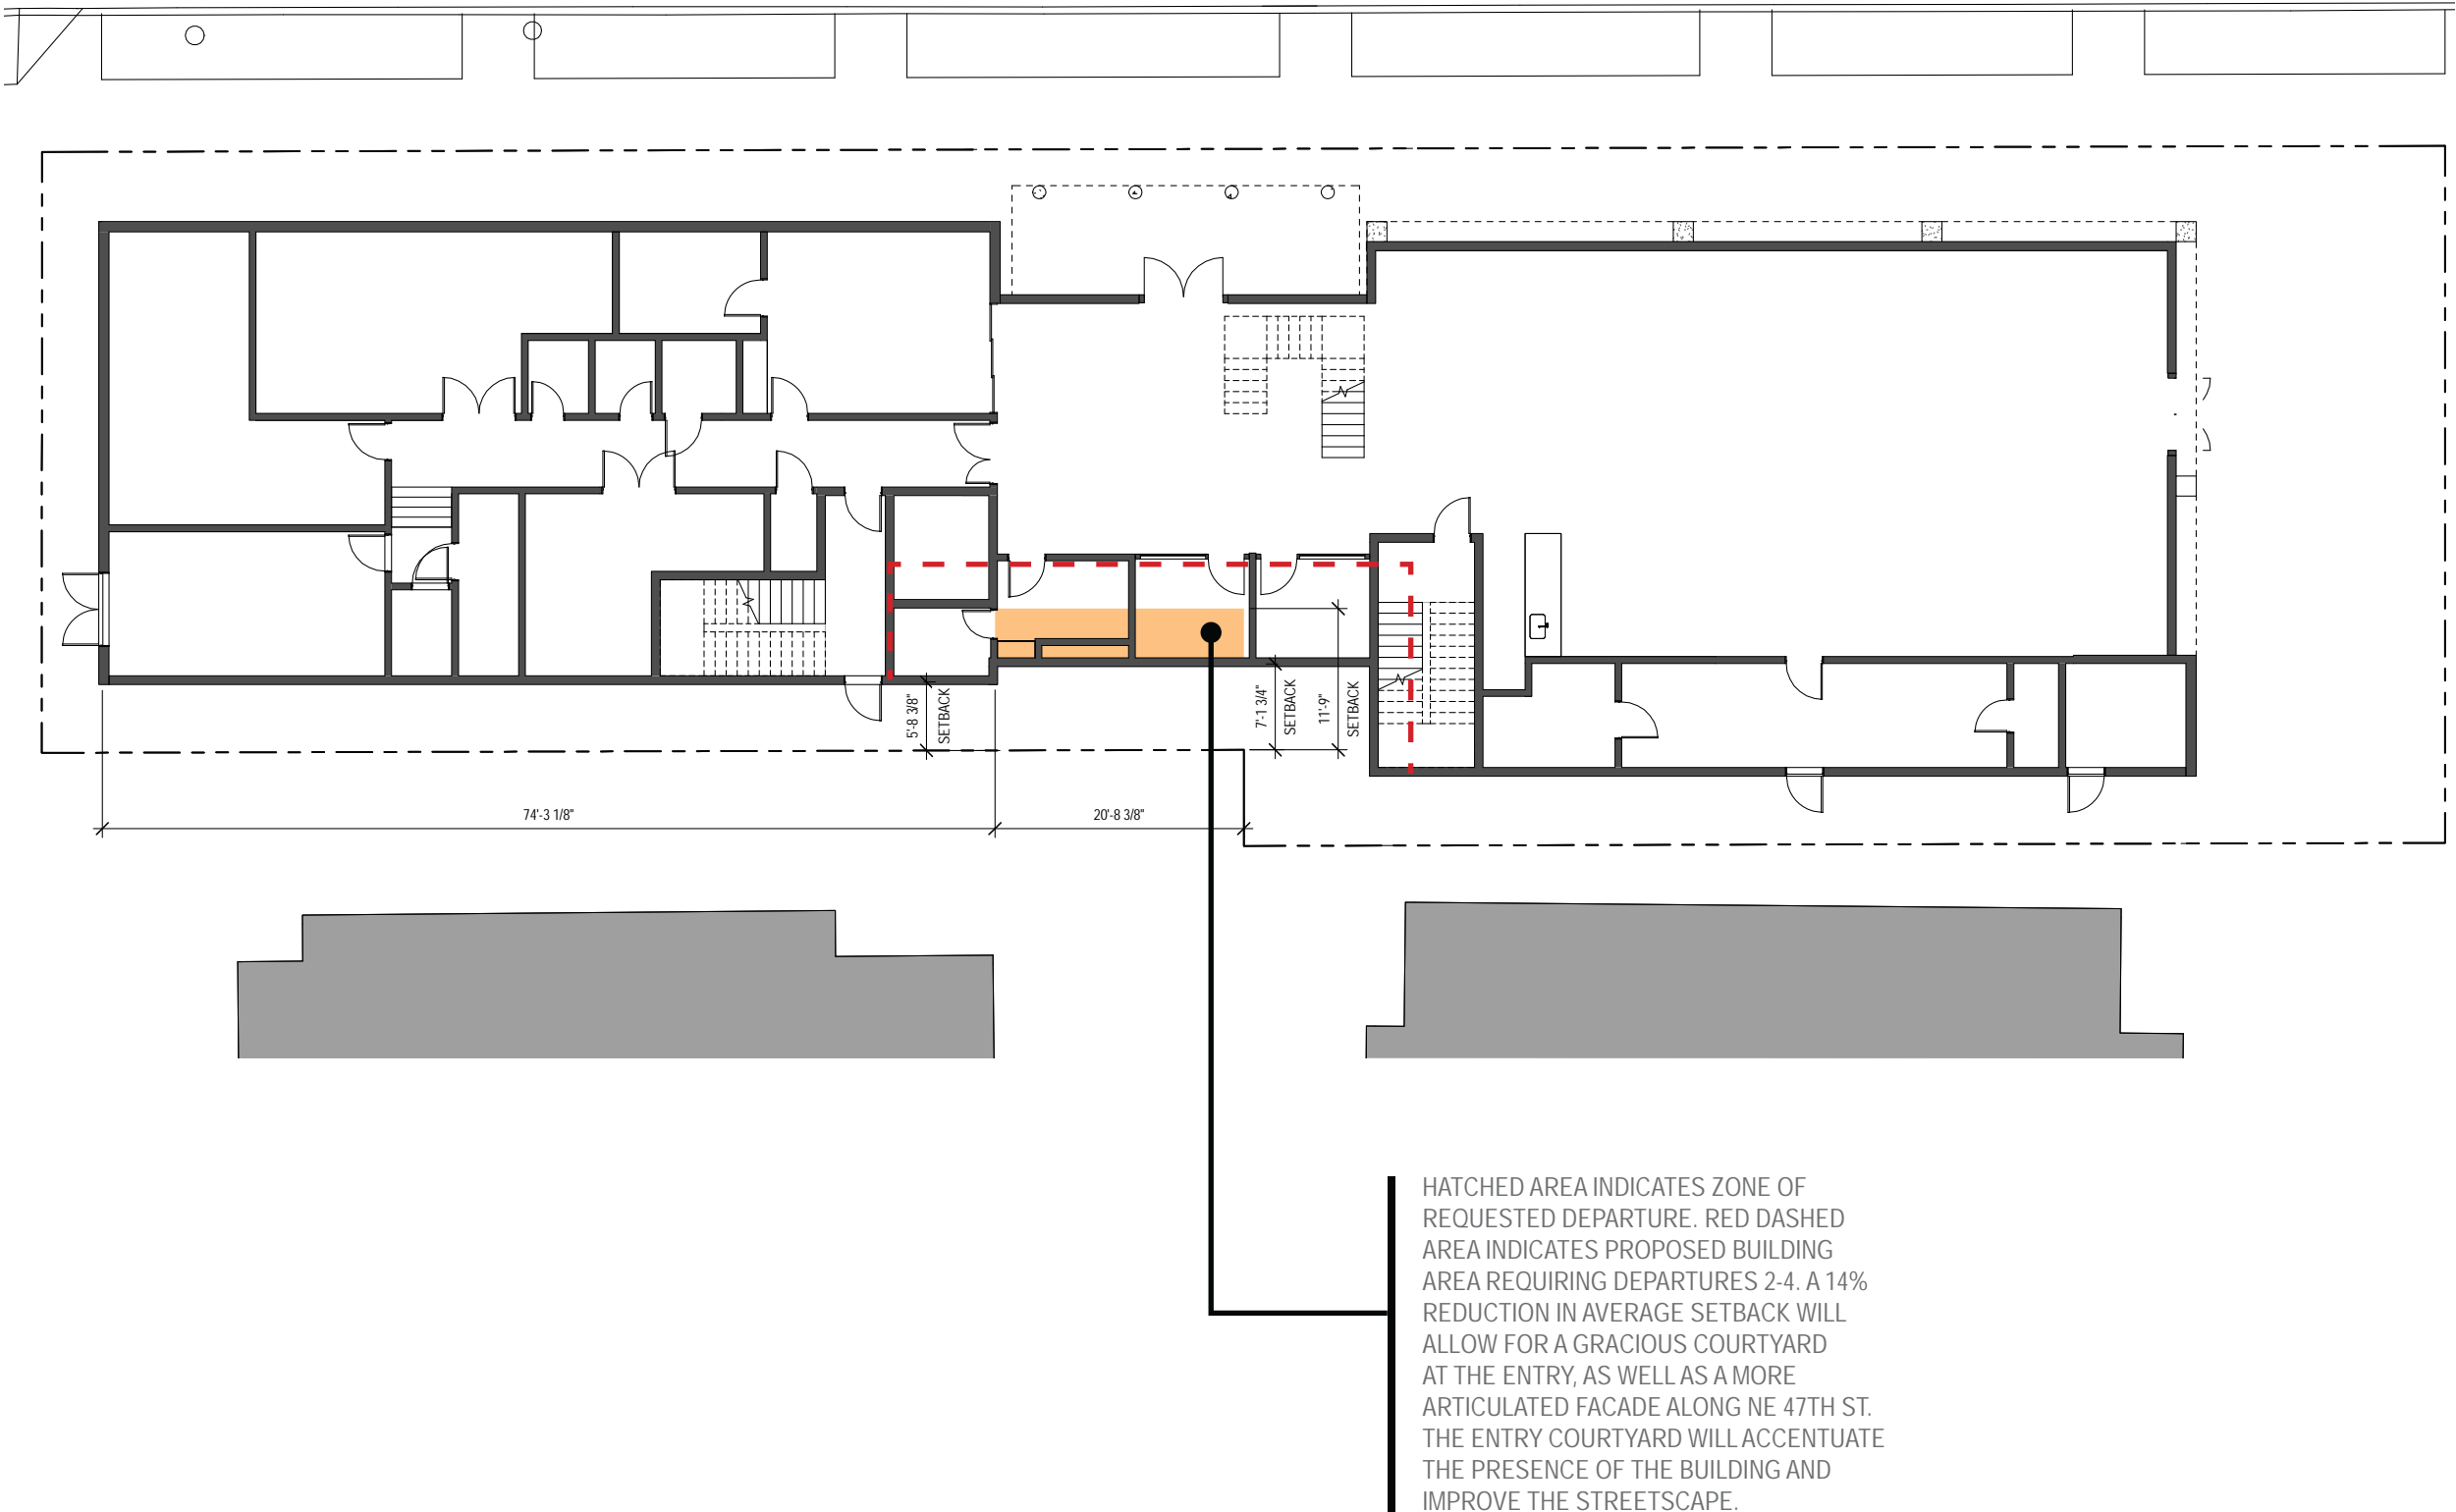 5'-8 3/8"
SETBACK
7'-1 3/4"
SETBACK
11'-9"
SETBACK
74'-3 1/8"
20'-8 3/8"
HATCHED AREA INDICATES ZONE OF
REQUESTED DEPARTURE. RED DASHED
AREA INDICATES PROPOSED BUILDING
AREA REQUIRING DEPARTURES 2-4. A 14%
REDUCTION IN AVERAGE SETBACK WILL
ALLOW FOR A GRACIOUS COURTYARD
AT THE ENTRY, AS WELL AS A MORE
ARTICULATED FACADE ALONG NE 47TH ST.
THE ENTRY COURTYARD WILL ACCENTUATE
THE PRESENCE OF THE BUILDING AND
IMPROVE THE STREETSCAPE.